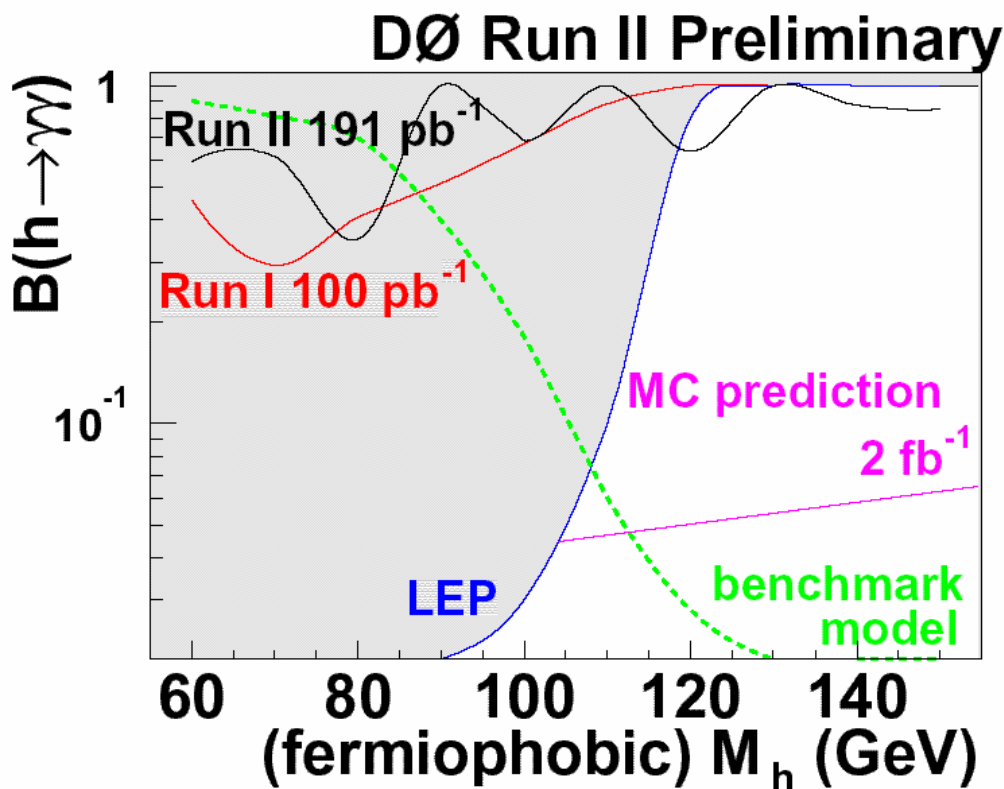 DØ Run II Preliminary
B(h→γγ)
1
10⁻¹
Run II 191 pb⁻¹
Run I 100 pb⁻¹
MC prediction
2 fb⁻¹
LEP
benchmark
model
60 80 100 120 140
(fermiophobic) M_h (GeV)